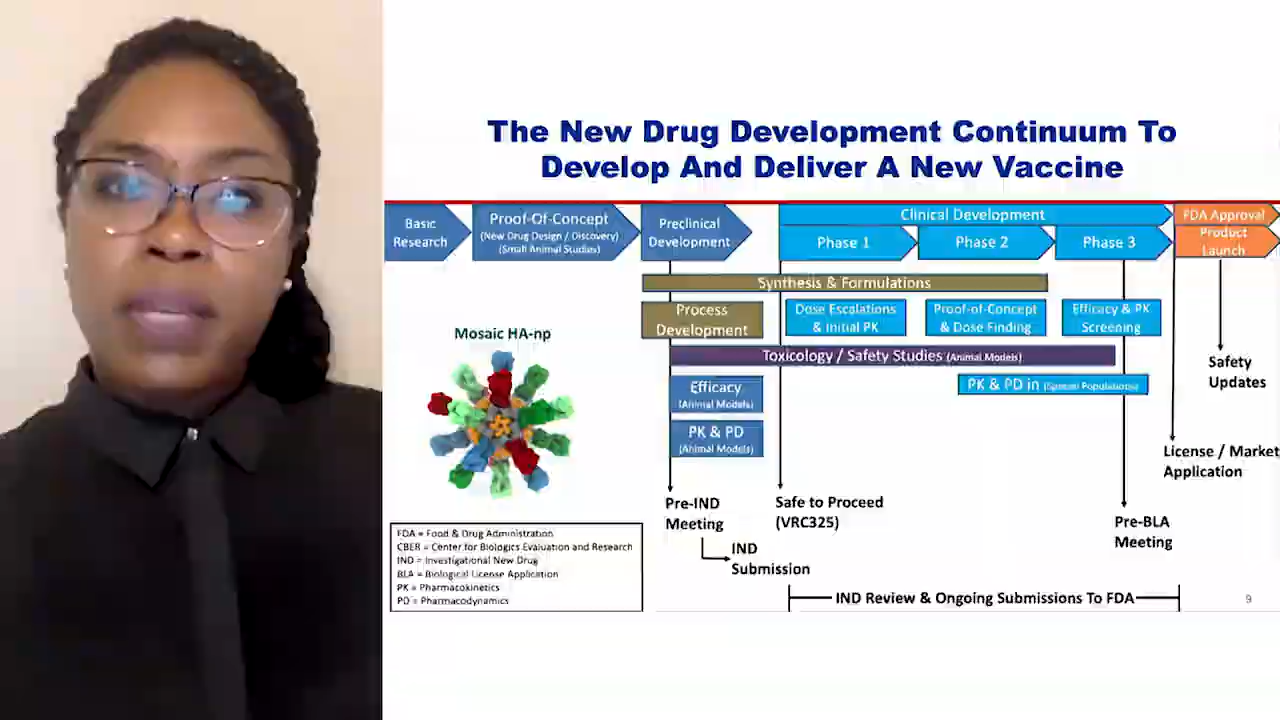 The New Drug Development Continuum To
Develop And Deliver A New Vaccine
Basic
Research
Proof-Of-Concept
(New Drug Design / Discovery)
(Small Animal Studies)
Preclinical
Development
Clinical Development
Phase 1
Phase 2
Phase 3
FDA Approval
Product
Launch
Synthesis & Formulations
Process
Development
Dose Escalations
& Initial PK
Proof-of-Concept
& Dose Finding
Efficacy & PK
Screening
Toxicology / Safety Studies (Animal Models)
Efficacy
(Animal Models)
PK & PD in (Special Populations)
PK & PD
(Animal Models)
Safety
Updates
License / Market
Application
Mosaic HA-np
Pre-IND
Meeting
IND
Submission
Safe to Proceed
(VRC325)
Pre-BLA
Meeting
FDA = Food & Drug Administration
CBER = Center for Biologics Evaluation and Research
IND = Investigational New Drug
BLA = Biological License Application
PK = Pharmacokinetics
PD = Pharmacodynamics
IND Review & Ongoing Submissions To FDA
9